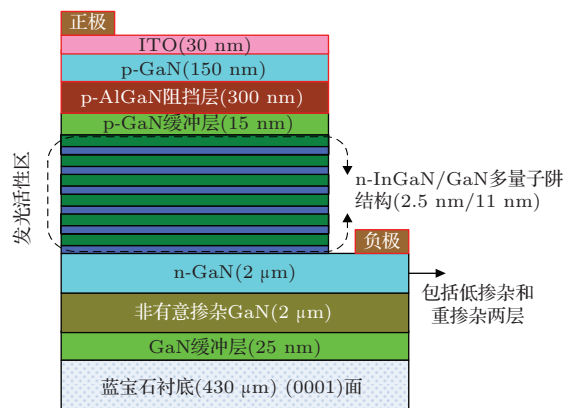 正极
ITO(30 nm)
p-GaN(150 nm)
p-AlGaN阻挡层(300 nm)
p-GaN缓冲层(15 nm)
发光活性区
n-InGaN/GaN多量子阱
结构(2.5 nm/11 nm)
负极
n-GaN(2 μm)
包括低掺杂和
重掺杂两层
非有意掺杂GaN(2 μm)
GaN缓冲层(25 nm)
蓝宝石衬底(430 μm) (0001)面